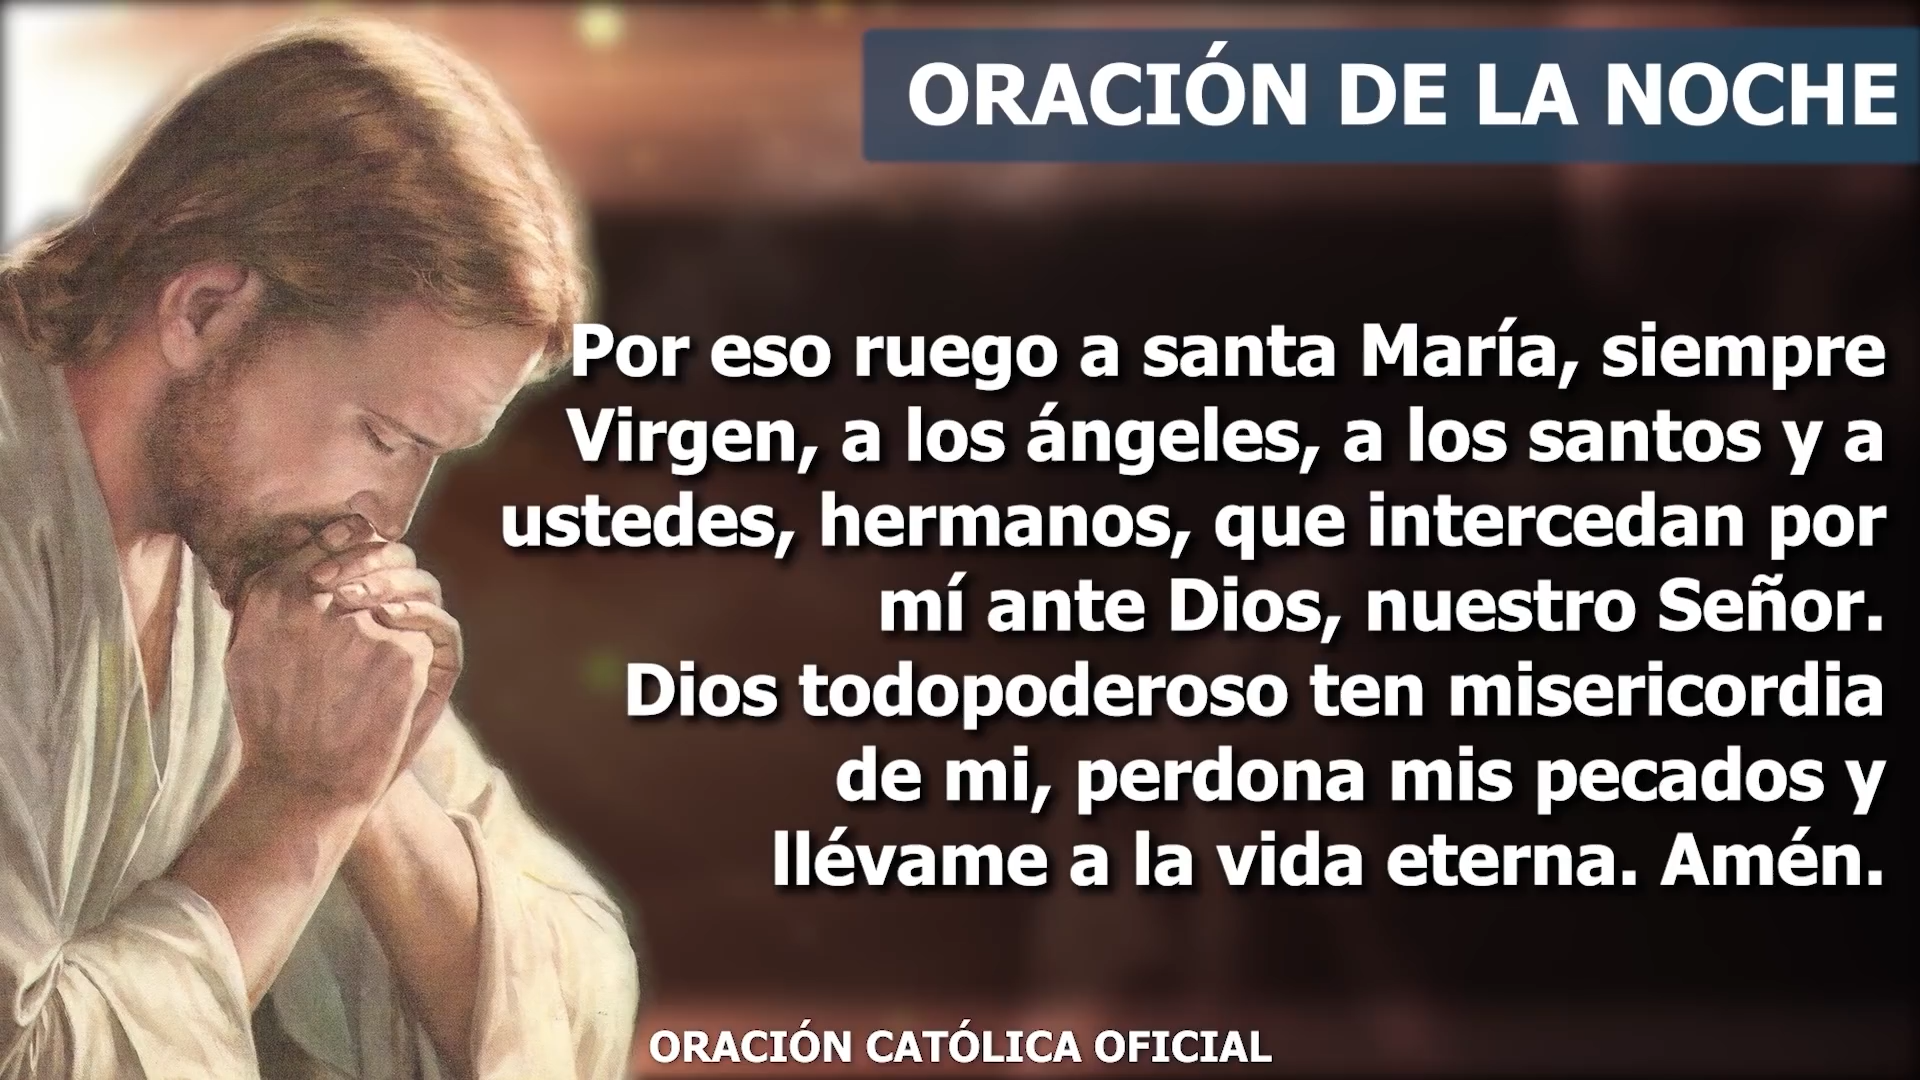 ORACIÓN DE LA NOCHE
Por eso ruego a santa María, siempre
Virgen, a los ángeles, a los santos y a
ustedes, hermanos, que intercedan por
mí ante Dios, nuestro Señor.
Dios todopoderoso ten misericordia
de mi, perdona mis pecados y
llévame a la vida eterna. Amén.
ORACIÓN CATÓLICA OFICIAL